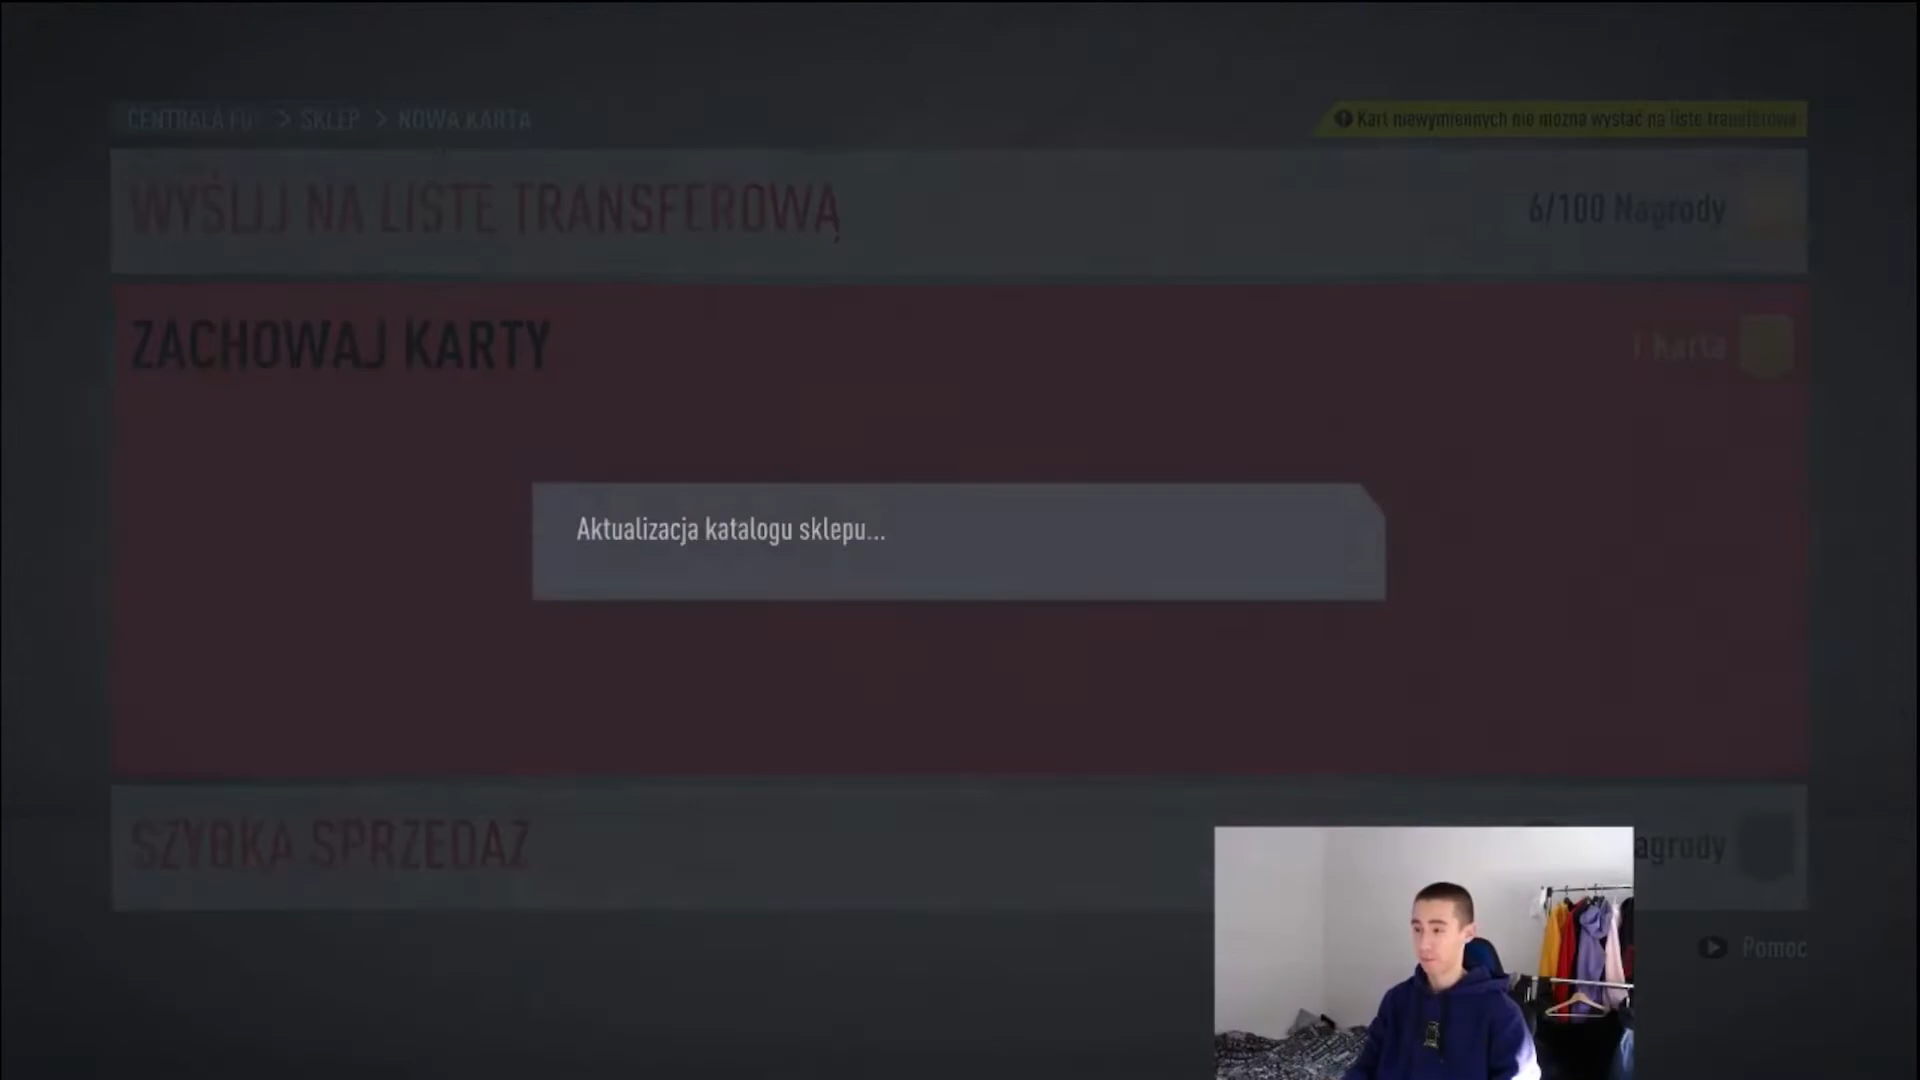 CENTRALA FU > SKLEP > NOWA KARTA
Kart niewymiennych nie można wysłać na listę transferową
WYŚLIJ NA LISTĘ TRANSFEROWĄ
6/100 Nagrody
ZACHOWAJ KARTY
1 karta
Aktualizacja katalogu sklepu...
SZYBKA SPRZEDAŻ
agrody
Pomoc